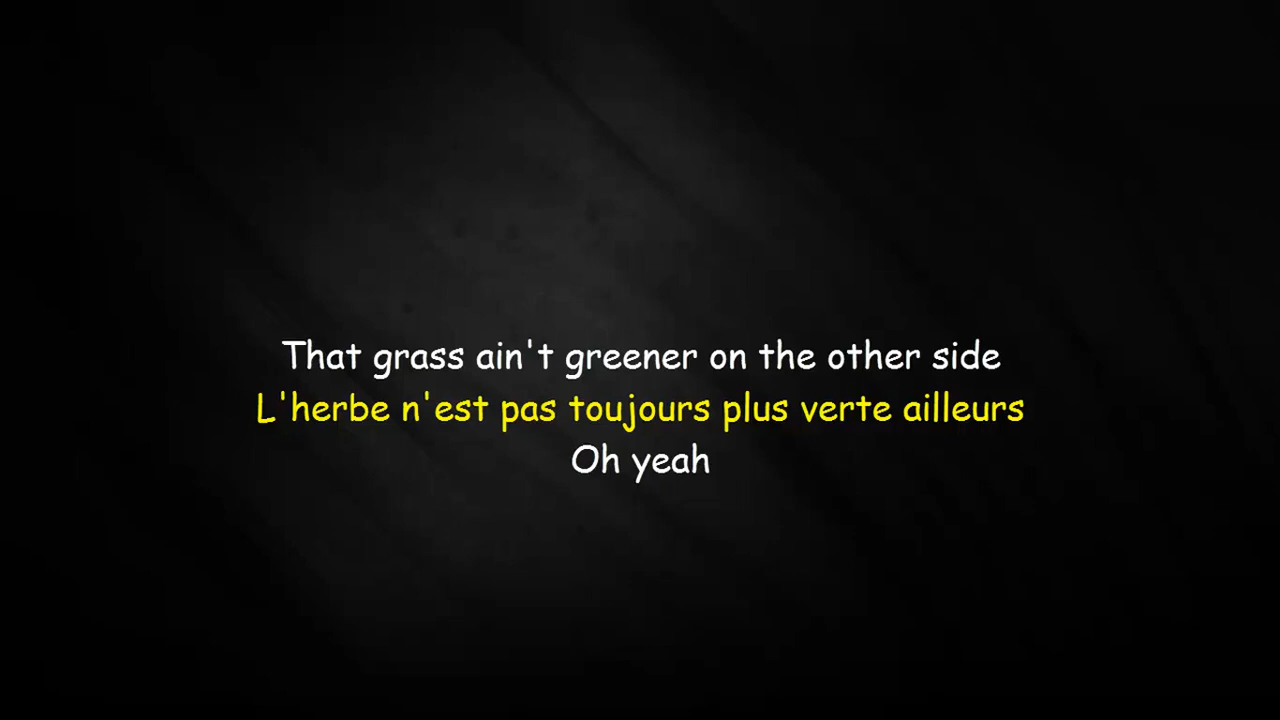 That grass ain't greener on the other side
L'herbe n'est pas toujours plus verte ailleurs
Oh yeah